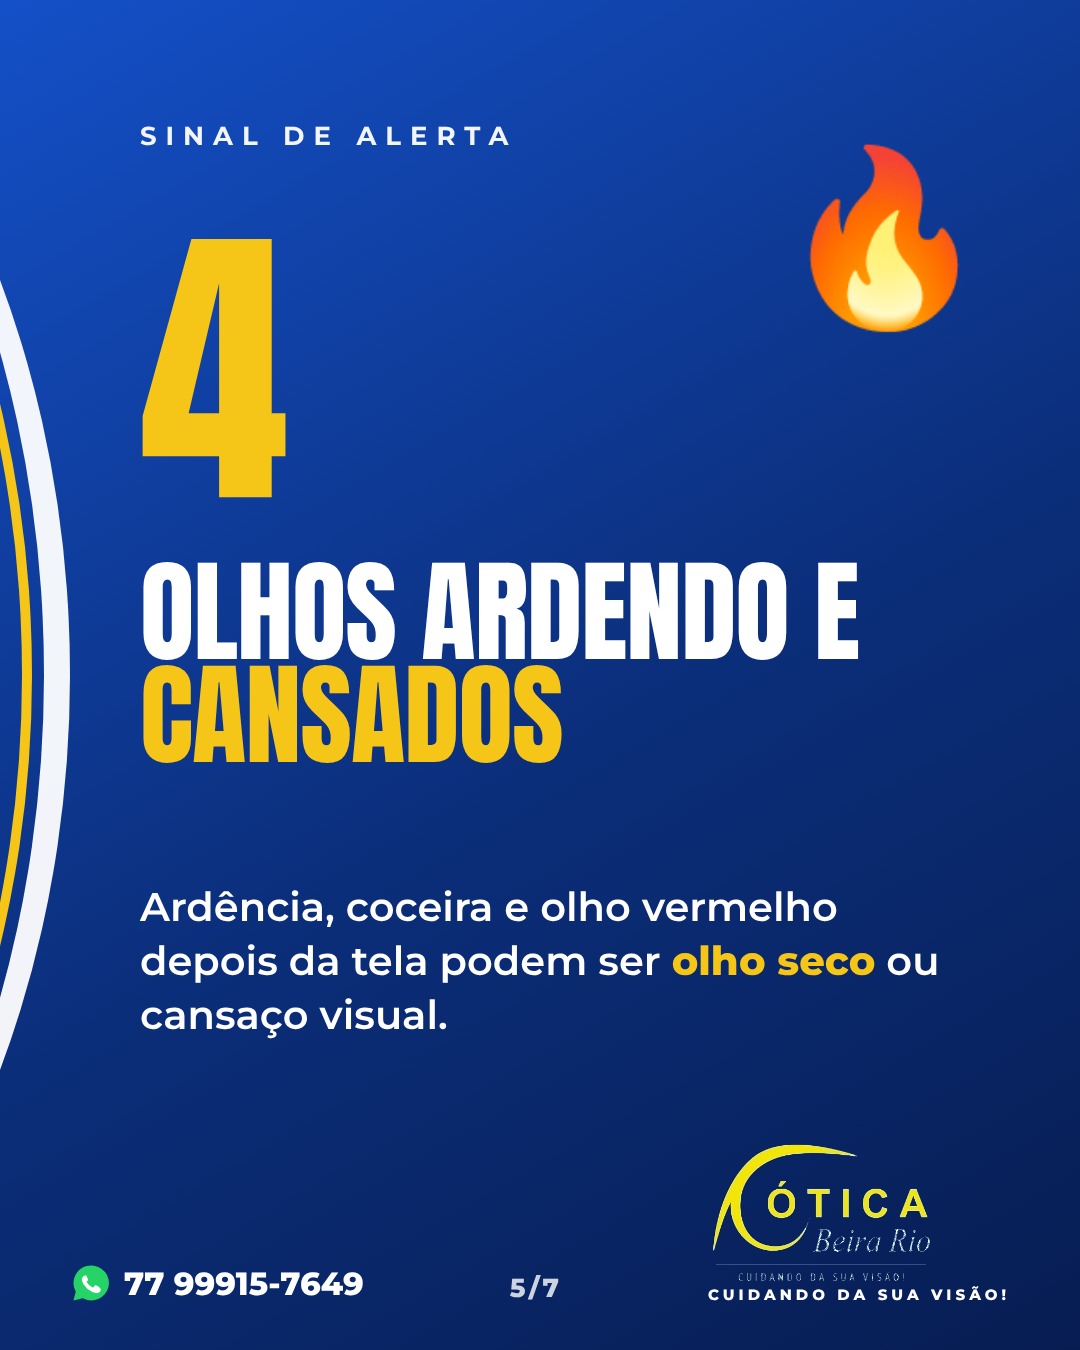 SINAL DE ALERTA
4
OLHOS ARDENDO E
CANSADOS
Ardência, coceira e olho vermelho
depois da tela podem ser olho seco ou
cansaço visual.
ÓTICA
Beira Rio
CUIDANDO DA SUA VISÃO!
CUIDANDO DA SUA VISÃO!
77 99915-7649
5/7